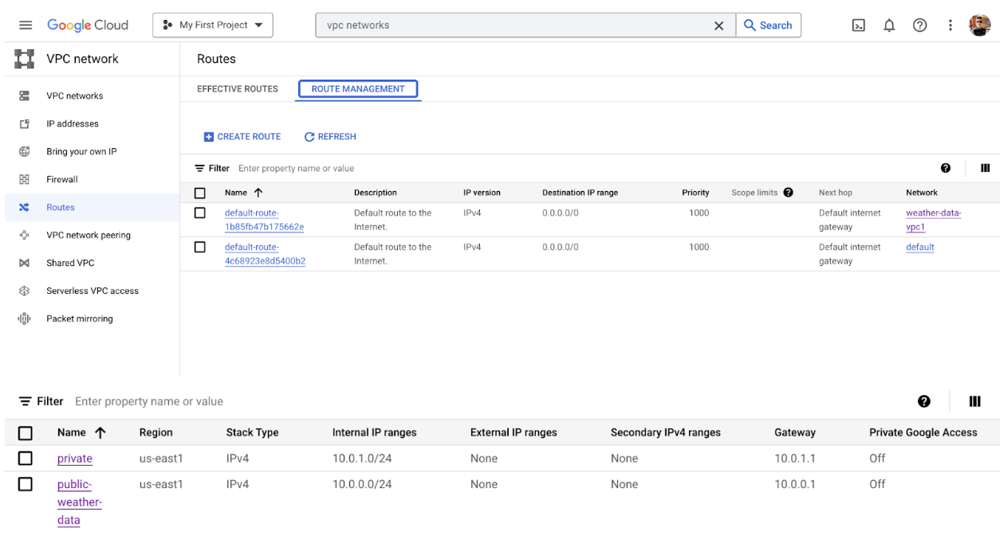 Google Cloud
My First Project
vpc networks
Search
VPC network
Routes
VPC networks
IP addresses
Bring your own IP
Firewall
Routes
VPC network peering
Shared VPC
Serverless VPC access
Packet mirroring
EFFECTIVE ROUTES ROUTE MANAGEMENT
CREATE ROUTE REFRESH
Filter Enter property name or value
Name Description IP version Destination IP range Priority Scope limits Next hop Network
default-route- Default route to the IPv4 0.0.0.0/0 1000 Default internet weather-data-
1b85fb47b175662e Internet. gateway vpc1
default-route- Default route to the IPv4 0.0.0.0/0 1000 Default internet default
4c68923e8d5400b2 Internet. gateway
Filter Enter property name or value
Name Region Stack Type Internal IP ranges External IP ranges Secondary IPv4 ranges Gateway Private Google Access
private us-east1 IPv4 10.0.1.0/24 None None 10.0.1.1 Off
public- us-east1 IPv4 10.0.0.0/24 None None 10.0.0.1 Off
weather-
data